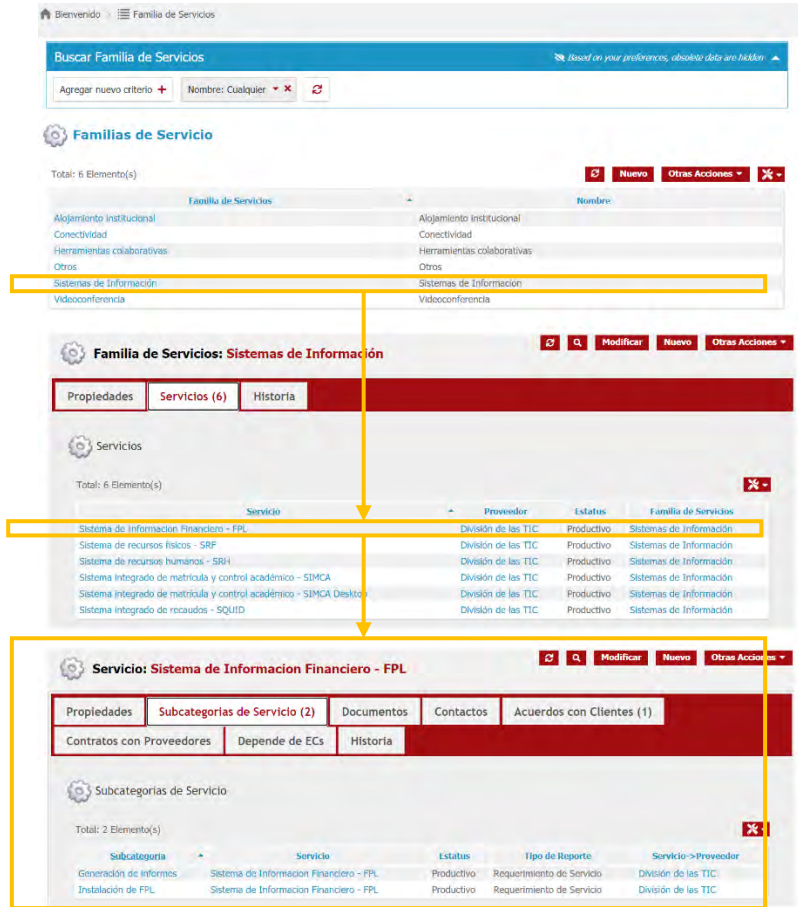 Bienvenido Familia de Servicios
Buscar Familia de Servicios Based on your preferences, obsolete data are hidden
Agregar nuevo criterio + Nombre: Cualquier
Familias de Servicio
Total: 6 Elemento(s) Nuevo Otras Acciones
Familia de Servicios Nombre
Alojamiento institucional Alojamiento institucional
Conectividad Conectividad
Herramientas colaborativas Herramientas colaborativas
Otros Otros
Sistemas de Información Sistemas de Información
Videoconferencia Videoconferencia
Familia de Servicios: Sistemas de Información Modificar Nuevo Otras Acciones
Propiedades Servicios (6) Historia
Servicios
Total: 6 Elemento(s)
Servicio Proveedor Estatus Familia de Servicios
Sistema de Informacion Financiero - FPL División de las TIC Productivo Sistemas de Información
Sistema de recursos físicos - SRF División de las TIC Productivo Sistemas de Información
Sistema de recursos humanos - SRH División de las TIC Productivo Sistemas de Información
Sistema integrado de matrícula y control académico - SIMCA División de las TIC Productivo Sistemas de Información
Sistema integrado de matrícula y control académico - SIMCA Desktop División de las TIC Productivo Sistemas de Información
Sistema integrado de recaudos - SQUID División de las TIC Productivo Sistemas de Información
Servicio: Sistema de Informacion Financiero - FPL Modificar Nuevo Otras Acciones
Propiedades Subcategorias de Servicio (2) Documentos Contactos Acuerdos con Clientes (1)
Contratos con Proveedores Depende de ECs Historia
Subcategorias de Servicio
Total: 2 Elemento(s)
Subcategoría Servicio Estatus Tipo de Reporte Servicio->Proveedor
Generación de informes Sistema de Informacion Financiero - FPL Productivo Requerimiento de Servicio División de las TIC
Instalación de FPL Sistema de Informacion Financiero - FPL Productivo Requerimiento de Servicio División de las TIC